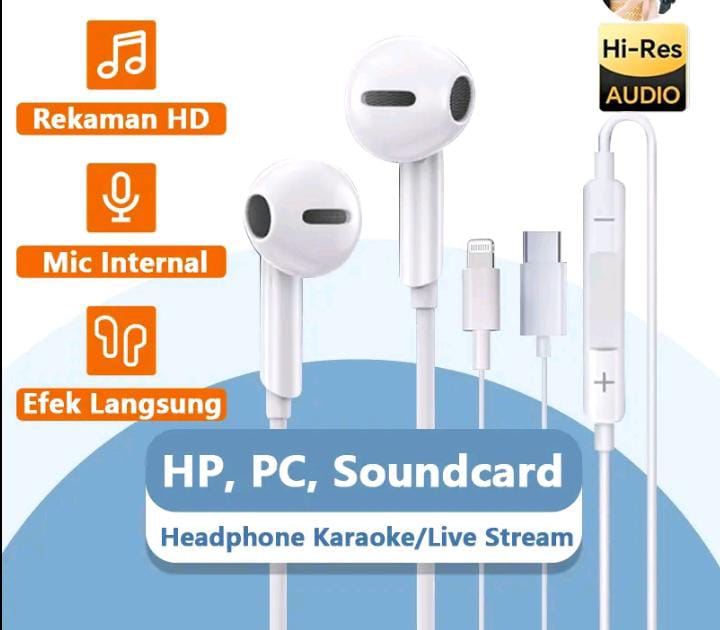 Hi-Res
AUDIO
Rekaman HD
Mic Internal
Efek Langsung
HP, PC, Soundcard
Headphone Karaoke/Live Stream